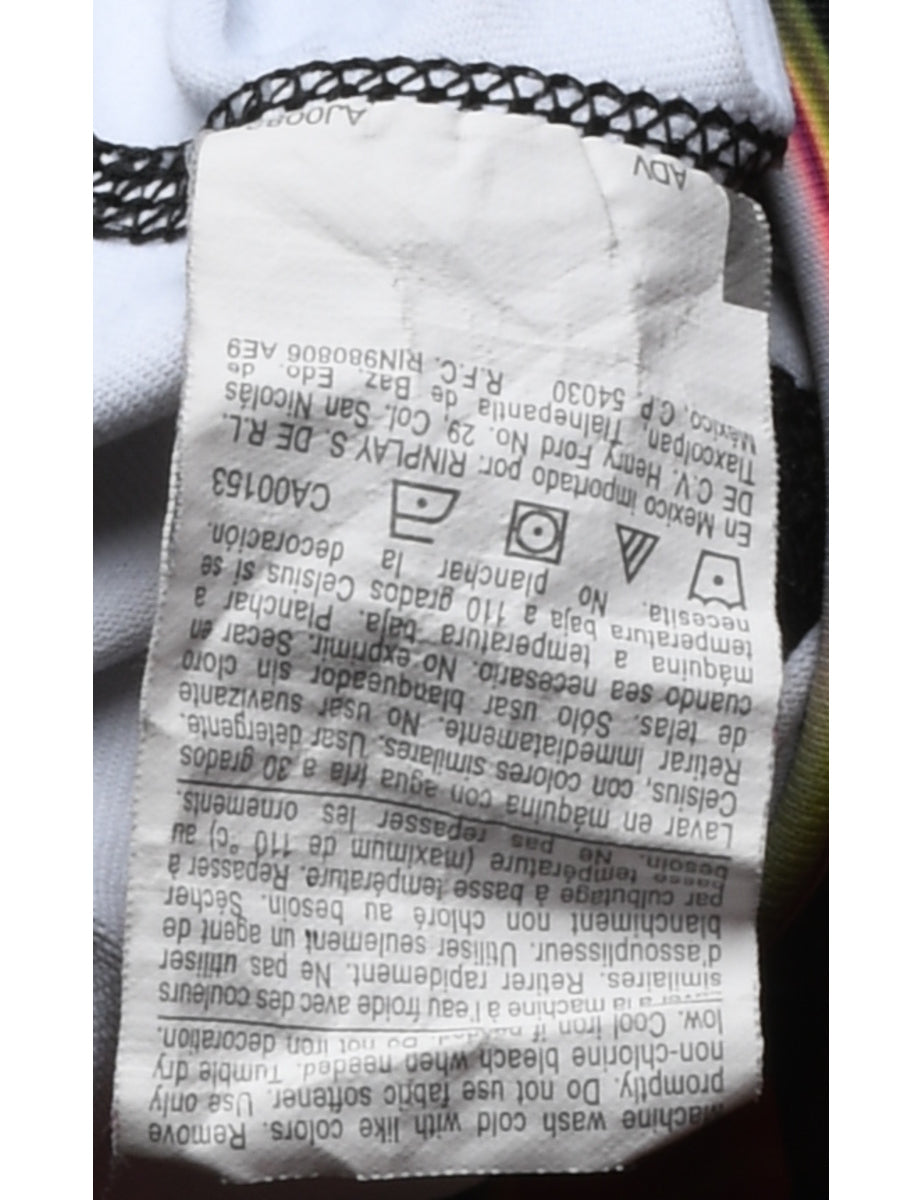 Machine wash cold with like colors. Remove
promptly. Do not use fabric softener. Use only
non-chlorine bleach when needed. Tumble dry
low. Cool iron if needed. Do not iron decoration.
Laver à la machine à l'eau froide avec des couleurs
similaires. Retirer rapidement. Ne pas utiliser
d'assouplisseur. Utiliser seulement un agent de
blanchiment non chloré au besoin. Sécher
par culbutage à basse température. Repasser à
basse température (maximum de 110 °c) au
besoin. Ne pas repasser les ornements.
Lavar en máquina con agua fría a 30 grados
Celsius, con colores similares. Usar detergente.
Retirar inmediatamente. No usar suavizante
de telas. Sólo usar blanqueador sin cloro
cuando sea necesario. No exprimir. Secar en
máquina a temperatura baja. Planchar a
temperatura baja a 110 grados Celsius si se
necesita. No planchar la decoración.
CA00153
En Mexico importado por: RINPLAY S. DE R.L.
DE C.V. Henry Ford No. 29, Col. San Nicolás
Tlaxcolpan, Tlalnepantla de Baz, Edo. de
México, C.P. 54030 R.F.C. RIN980806 AE9
ADV